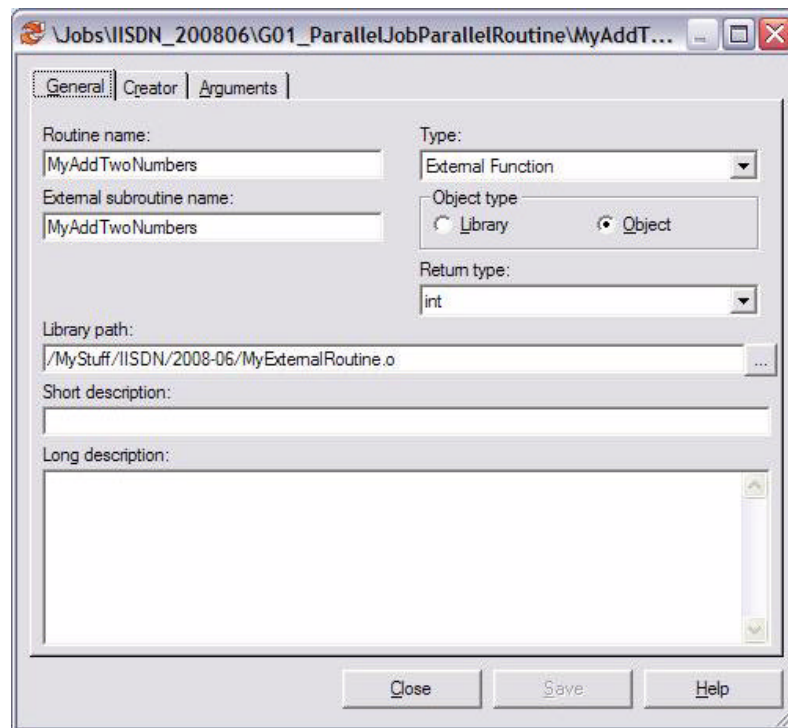 \Jobs\IISDN_200806\G01_ParallelJobParallelRoutine\MyAddT...
General Creator Arguments
Routine name:
MyAddTwoNumbers
Type:
External Function
External subroutine name:
MyAddTwoNumbers
Object type
Library Object
Return type:
int
Library path:
/MyStuff/IISDN/2008-06/MyExternalRoutine.o
...
Short description:
Long description:
Close Save Help